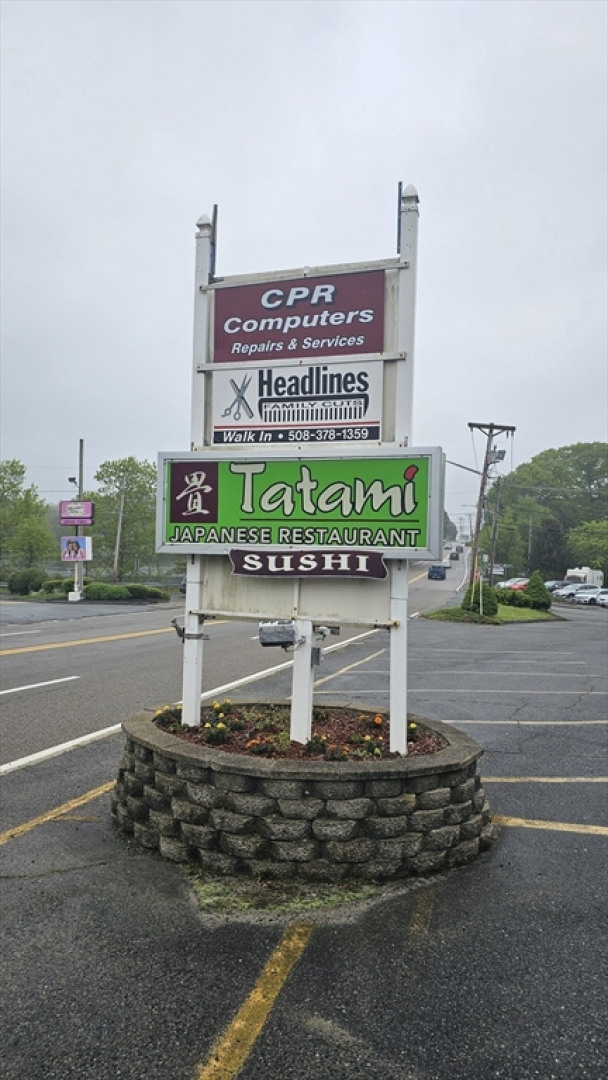 CPR
Computers
Repairs & Services
Headlines
FAMILY CUTS
Walk In • 508-378-1359
畳 Tatami
JAPANESE RESTAURANT
SUSHI